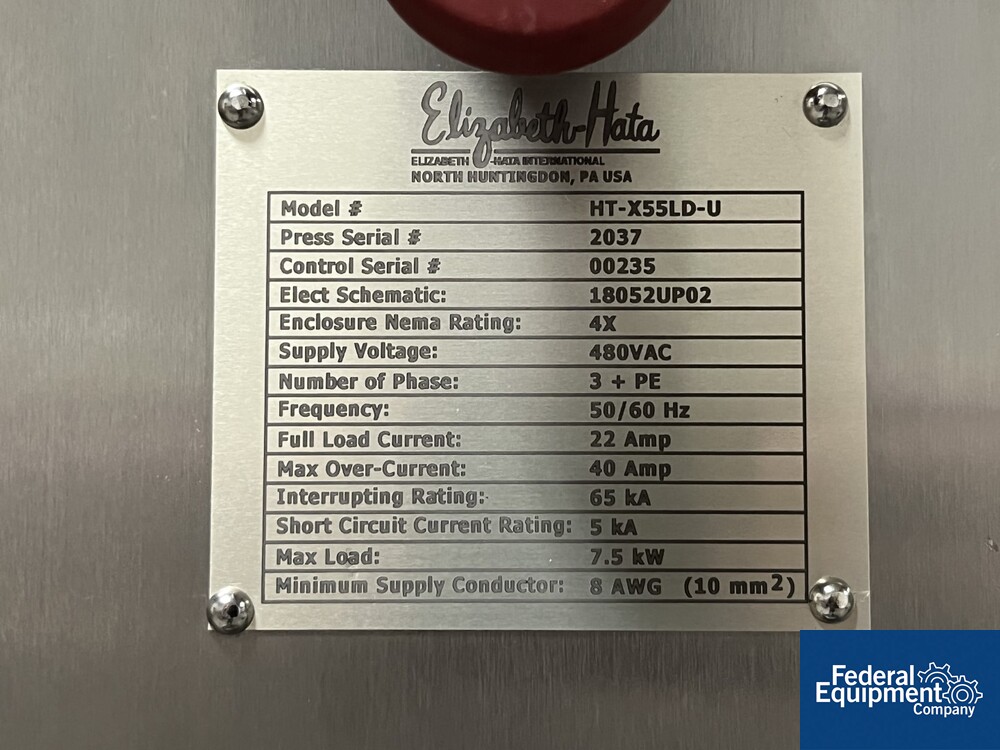 Elizabeth-Hata
ELIZABETH-HATA INTERNATIONAL
NORTH HUNTINGDON, PA USA
Model # HT-X55LD-U
Press Serial # 2037
Control Serial # 00235
Elect Schematic: 18052UP02
Enclosure Nema Rating: 4X
Supply Voltage: 480VAC
Number of Phase: 3 + PE
Frequency: 50/60 Hz
Full Load Current: 22 Amp
Max Over-Current: 40 Amp
Interrupting Rating: 65 kA
Short Circuit Current Rating: 5 kA
Max Load: 7.5 kW
Minimum Supply Conductor: 8 AWG (10 mm²)
Federal
Equipment
Company